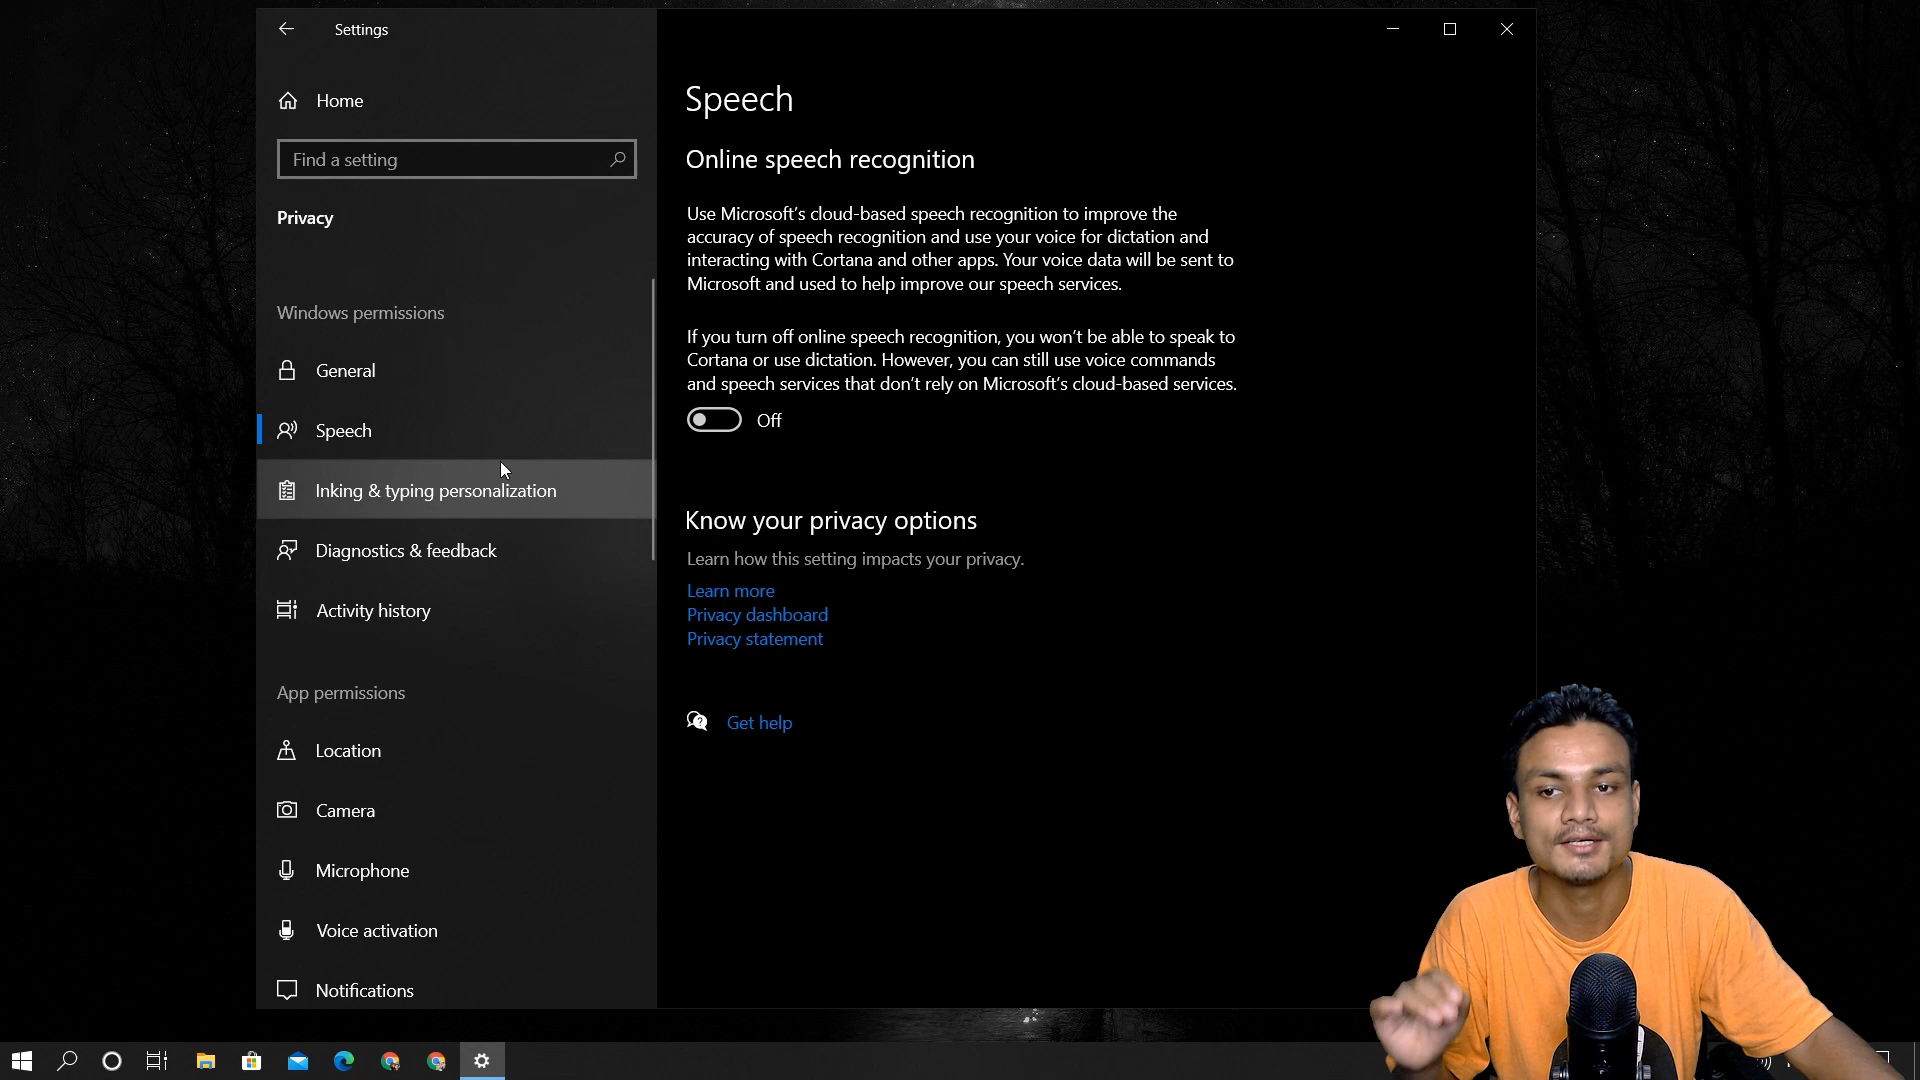 Settings
Home
Find a setting
Privacy
Windows permissions
General
Speech
Inking & typing personalization
Diagnostics & feedback
Activity history
App permissions
Location
Camera
Microphone
Voice activation
Notifications
Speech
Online speech recognition
Use Microsoft's cloud-based speech recognition to improve the
accuracy of speech recognition and use your voice for dictation and
interacting with Cortana and other apps. Your voice data will be sent to
Microsoft and used to help improve our speech services.
If you turn off online speech recognition, you won't be able to speak to
Cortana or use dictation. However, you can still use voice commands
and speech services that don't rely on Microsoft's cloud-based services.
Off
Know your privacy options
Learn how this setting impacts your privacy.
Learn more
Privacy dashboard
Privacy statement
Get help